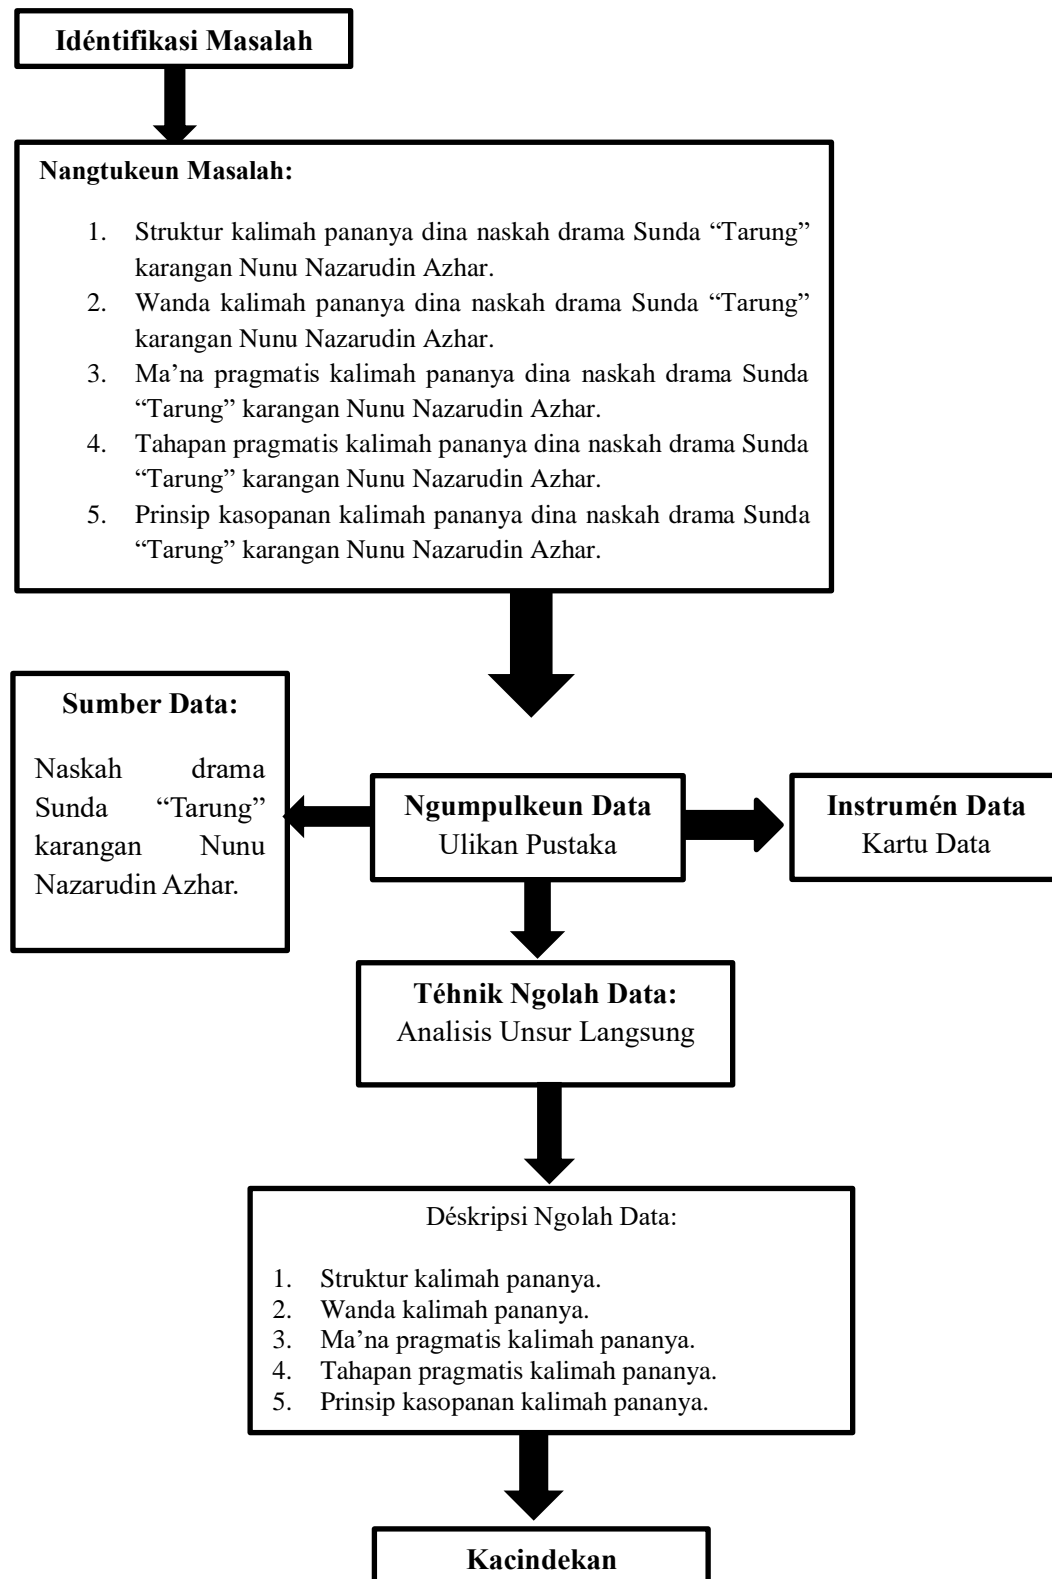 Idéntifikasi Masalah
Nangtukeun Masalah:
1. Struktur kalimah pananya dina naskah drama Sunda “Tarung”
karangan Nunu Nazarudin Azhar.
2. Wanda kalimah pananya dina naskah drama Sunda “Tarung”
karangan Nunu Nazarudin Azhar.
3. Ma’na pragmatis kalimah pananya dina naskah drama Sunda
“Tarung” karangan Nunu Nazarudin Azhar.
4. Tahapan pragmatis kalimah pananya dina naskah drama Sunda
“Tarung” karangan Nunu Nazarudin Azhar.
5. Prinsip kasopanan kalimah pananya dina naskah drama Sunda
“Tarung” karangan Nunu Nazarudin Azhar.
Sumber Data:
Naskah drama
Sunda “Tarung”
karangan Nunu
Nazarudin Azhar.
Ngumpulkeun Data
Ulikan Pustaka
Instrumén Data
Kartu Data
Téhnik Ngolah Data:
Analisis Unsur Langsung
Déskripsi Ngolah Data:
1. Struktur kalimah pananya.
2. Wanda kalimah pananya.
3. Ma’na pragmatis kalimah pananya.
4. Tahapan pragmatis kalimah pananya.
5. Prinsip kasopanan kalimah pananya.
Kacindekan